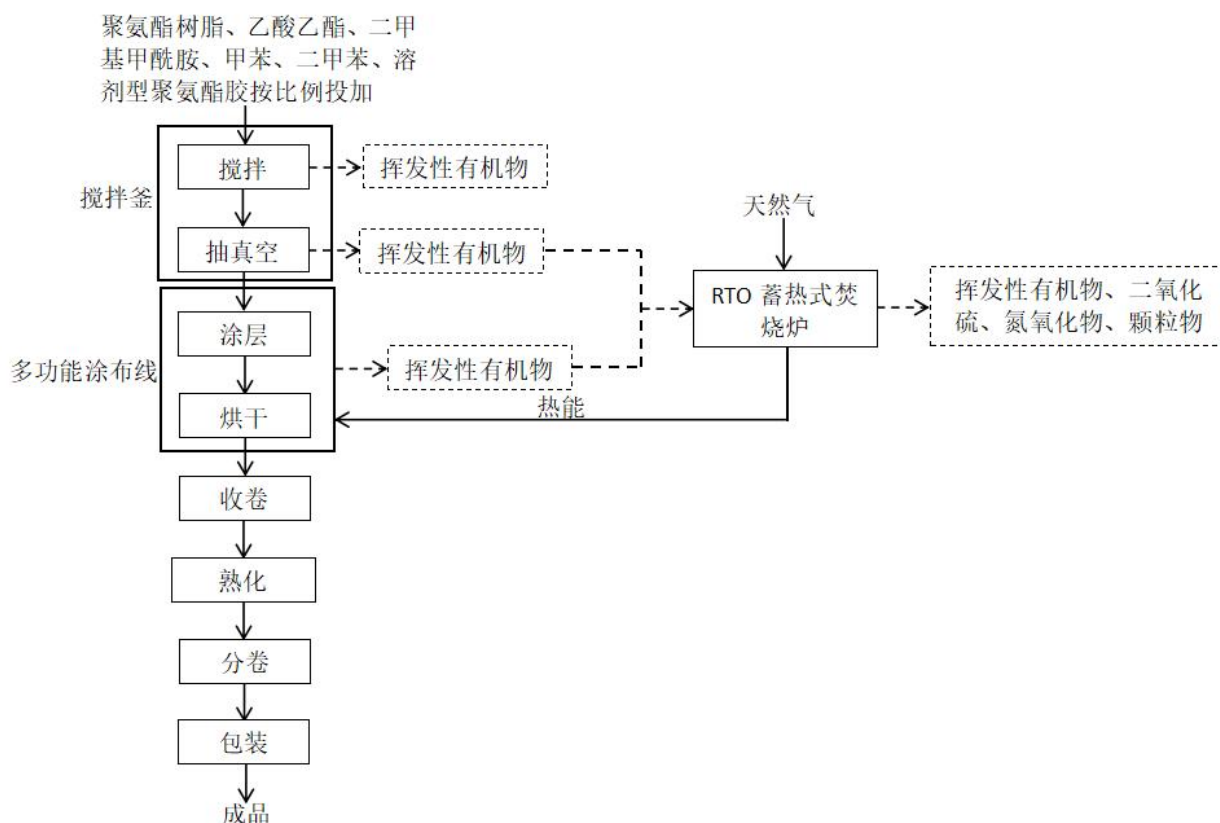 聚氨酯树脂、乙酸乙酯、二甲
基甲酰胺、甲苯、二甲苯、溶
剂型聚氨酯胶按比例投加
搅拌
挥发性有机物
搅拌釜
天然气
抽真空
挥发性有机物
RTO 蓄热式焚
烧炉
挥发性有机物、二氧化
硫、氮氧化物、颗粒物
涂层
多功能涂布线
挥发性有机物
烘干
热能
收卷
熟化
分卷
包装
成品